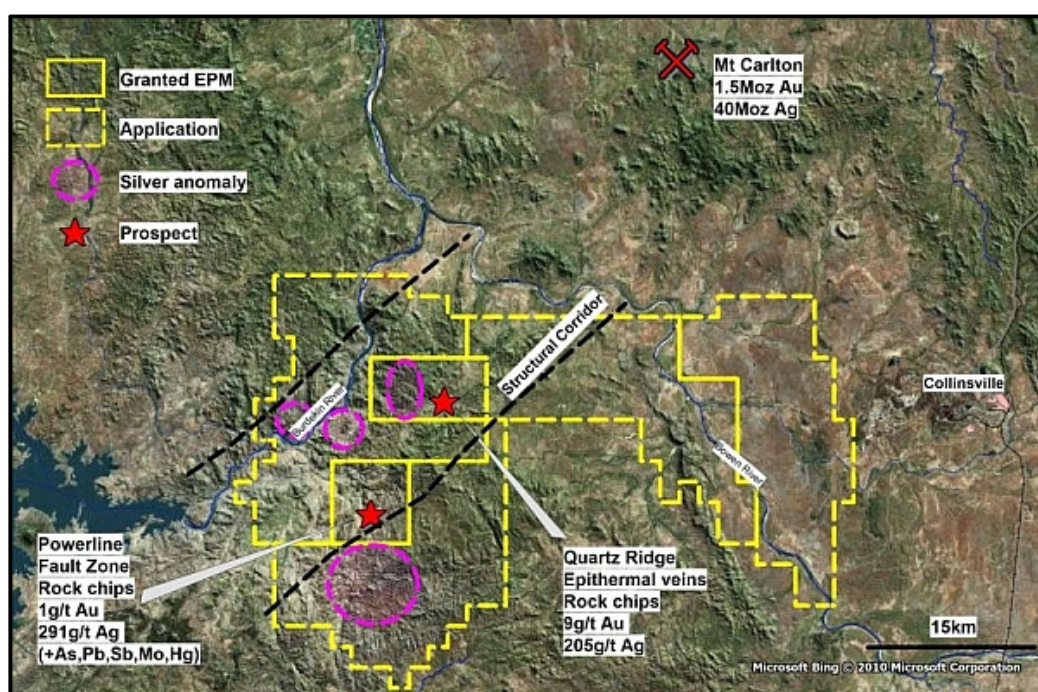 Granted EPM
Application
Silver anomaly
Prospect
Mt Carlton
1.5Moz Au
40Moz Ag
Structural Corridor
Burdekin River
Collinsville
Bowen River
Powerline
Fault Zone
Rock chips
1g/t Au
291g/t Ag
(+As,Pb,Sb,Mo,Hg)
Quartz Ridge
Epithermal veins
Rock chips
9g/t Au
205g/t Ag
15km
Microsoft Bing © 2010 Microsoft Corporation